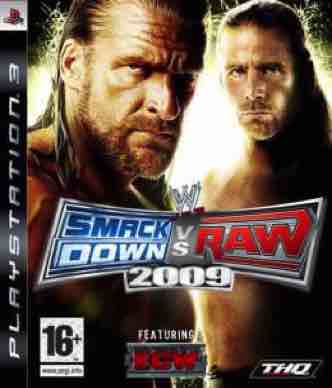 PLAYSTATION 3
W
SMACK
DOWN
VS
RAW
2009
16+
www.pegi.info
FEATURING
ECW
THQ